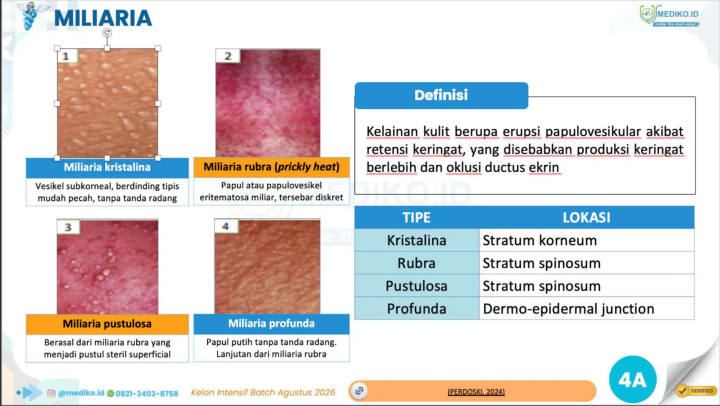 MILIARIA
MEDIKO.ID
1
2
Miliaria kristalina
Vesikel subkorneal, berdinding tipis
mudah pecah, tanpa tanda radang
Miliaria rubra (prickly heat)
Papul atau papulovesikel
eritematosa miliar, tersebar diskret
3
4
Miliaria pustulosa
Berasal dari miliaria rubra yang
menjadi pustul steril superficial
Miliaria profunda
Papul putih tanpa tanda radang.
Lanjutan dari miliaria rubra
Definisi
Kelainan kulit berupa erupsi papulovesikular akibat
retensi keringat, yang disebabkan produksi keringat
berlebih dan oklusi ductus ekrin
TIPE LOKASI
Kristalina Stratum korneum
Rubra Stratum spinosum
Pustulosa Stratum spinosum
Profunda Dermo-epidermal junction
@mediko.id 0821-3403-8758 Kelon Intensif Batch Agustus 2026
(PERDOSKI, 2024)
4A
VERIFIED